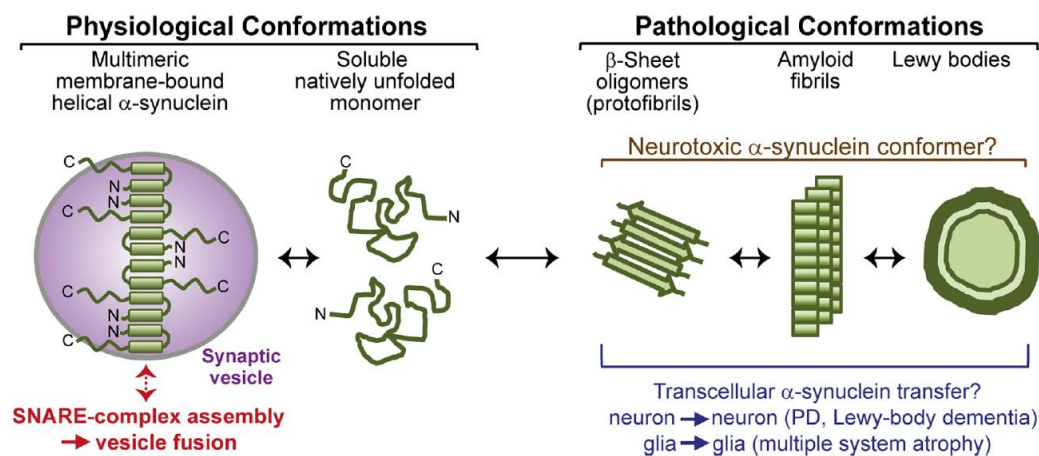 Physiological Conformations
Multimeric
membrane-bound
helical α-synuclein
Soluble
natively unfolded
monomer
C
N
N
C
C
N
N
C
C
N
N
C
Synaptic
vesicle
SNARE-complex assembly
→ vesicle fusion
C
N
C
N
Pathological Conformations
β-Sheet
oligomers
(protofibrils)
Amyloid
fibrils
Lewy bodies
Neurotoxic α-synuclein conformer?
Transcellular α-synuclein transfer?
neuron → neuron (PD, Lewy-body dementia)
glia → glia (multiple system atrophy)